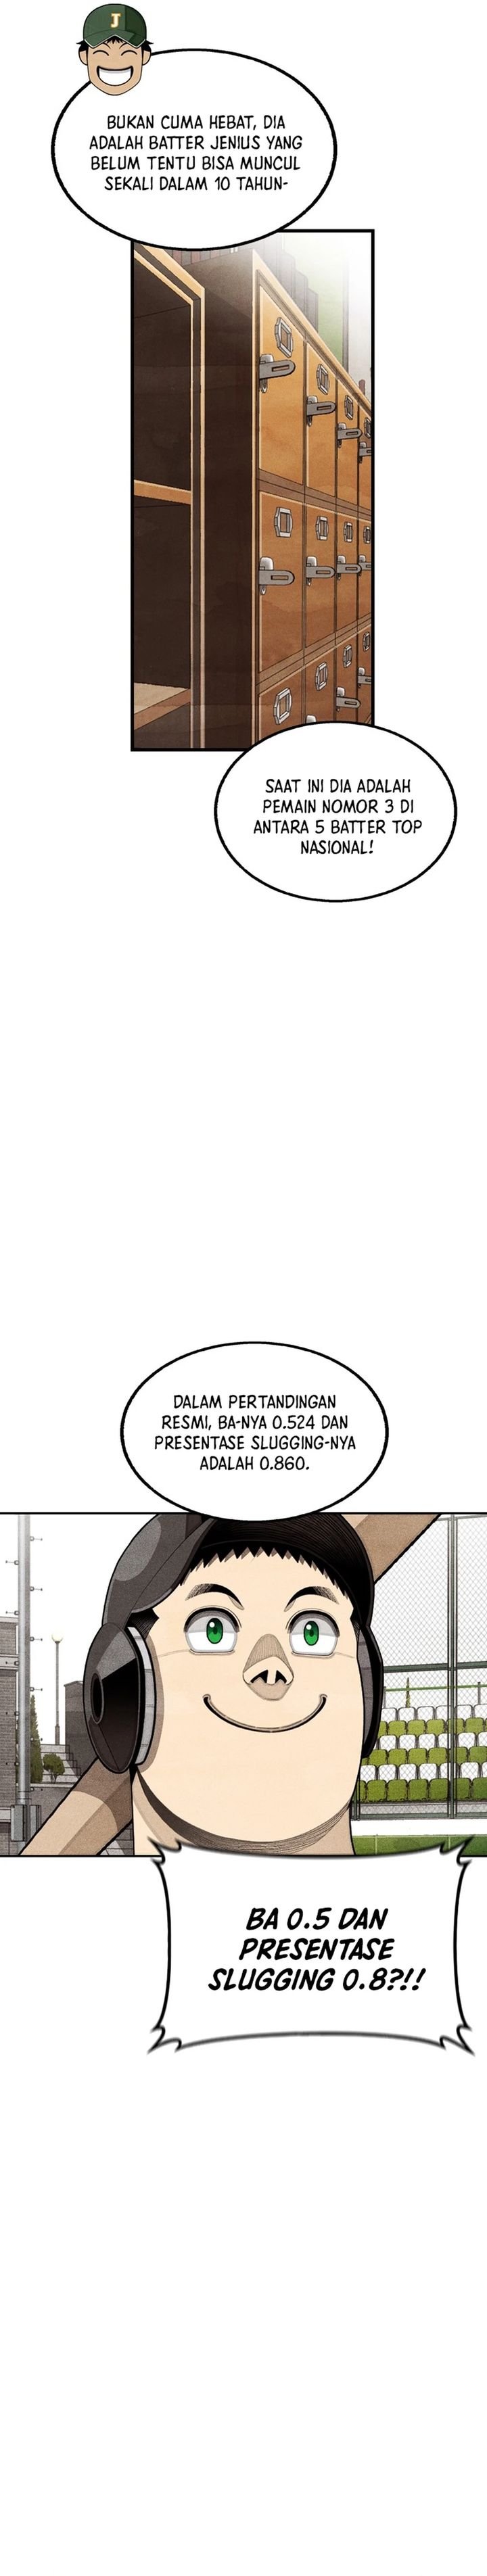 J
BUKAN CUMA HEBAT, DIA
ADALAH BATTER JENIUS YANG
BELUM TENTU BISA MUNCUL
SEKALI DALAM 10 TAHUN-
SAAT INI DIA ADALAH
PEMAIN NOMOR 3 DI
ANTARA 5 BATTER TOP
NASIONAL!
DALAM PERTANDINGAN
RESMI, BA-NYA 0.524 DAN
PRESENTASE SLUGGING-NYA
ADALAH 0.860.
BA 0.5 DAN
PRESENTASE
SLUGGING 0.8?!!